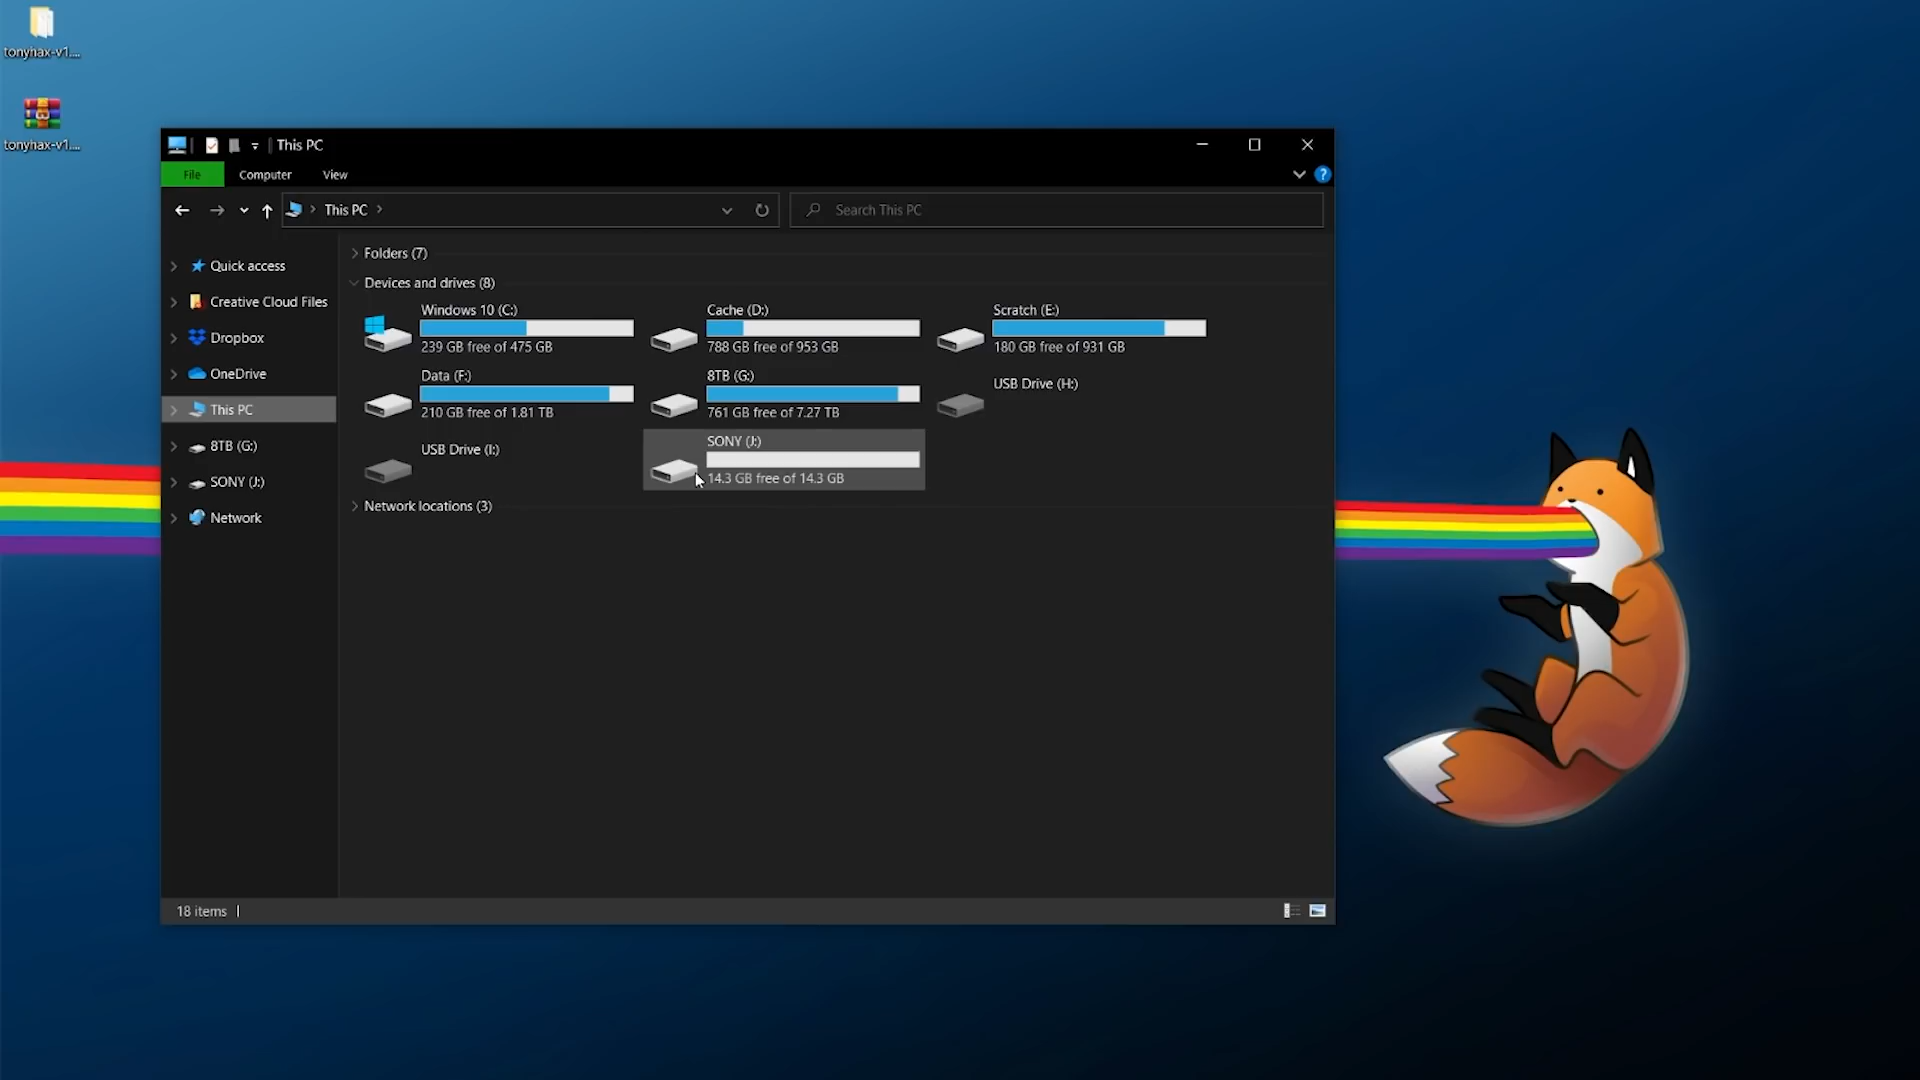 tonyhax-v1....
tonyhax-v1....
This PC
File Computer View
This PC
Search This PC
Quick access
Creative Cloud Files
Dropbox
OneDrive
This PC
8TB (G:)
SONY (J:)
Network
Folders (7)
Devices and drives (8)
Windows 10 (C:)
239 GB free of 475 GB
Cache (D:)
788 GB free of 953 GB
Scratch (E:)
180 GB free of 931 GB
Data (F:)
210 GB free of 1.81 TB
8TB (G:)
761 GB free of 7.27 TB
USB Drive (H:)
USB Drive (I:)
SONY (J:)
14.3 GB free of 14.3 GB
Network locations (3)
18 items